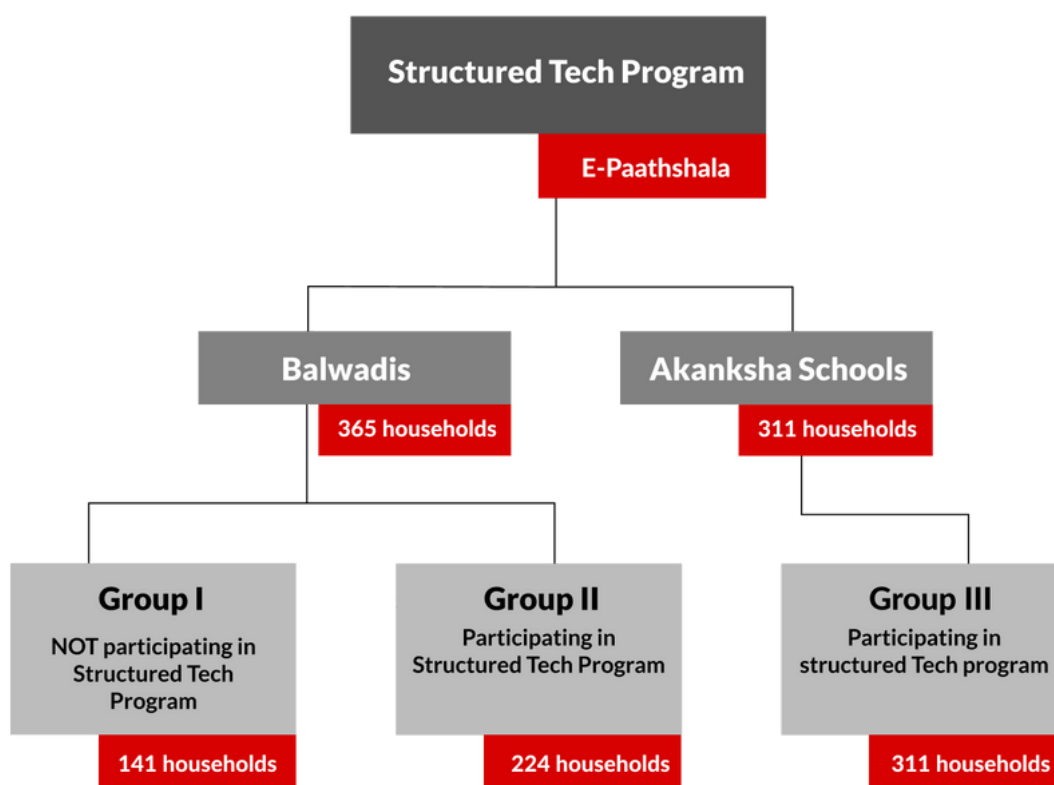 Structured Tech Program
E-Paathshala
Balwadis
365 households
Akanksha Schools
311 households
Group I
NOT participating in
Structured Tech
Program
141 households
Group II
Participating in
Structured Tech Program
224 households
Group III
Participating in
structured Tech program
311 households